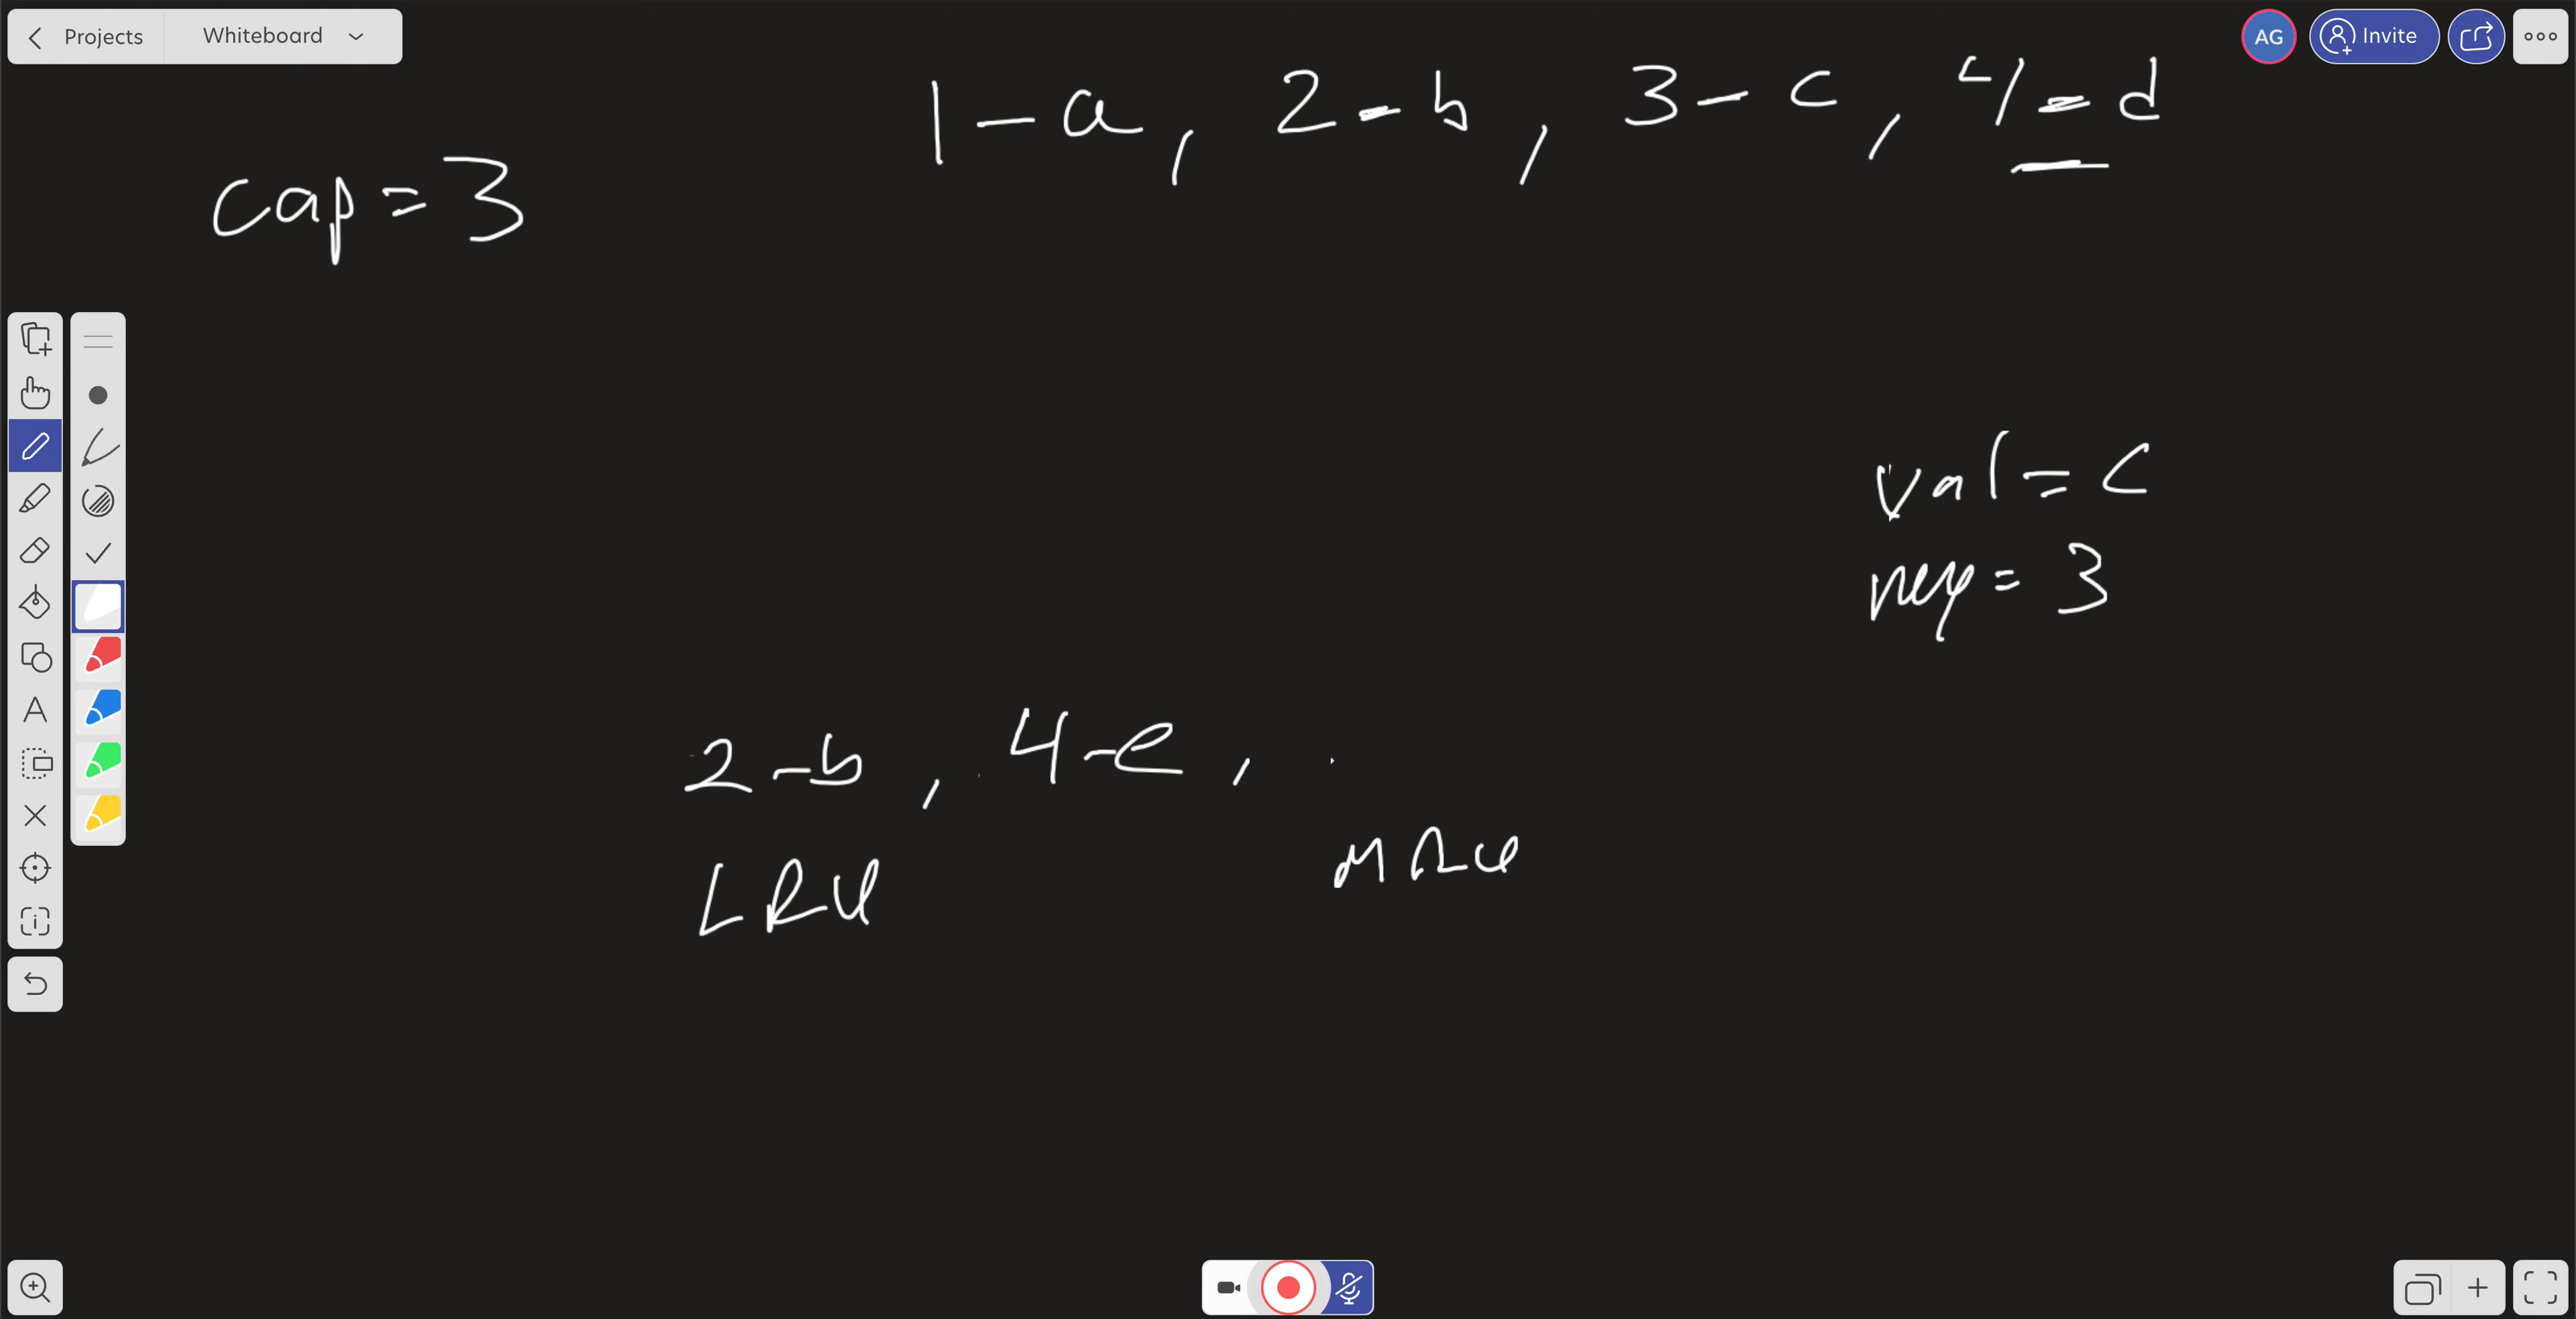 Projects Whiteboard
AG Invite
1-a, 2-b, 3-c, 4=d
cap=3
val=c
key=3
A
2-b, 4-e,
LRU MRU